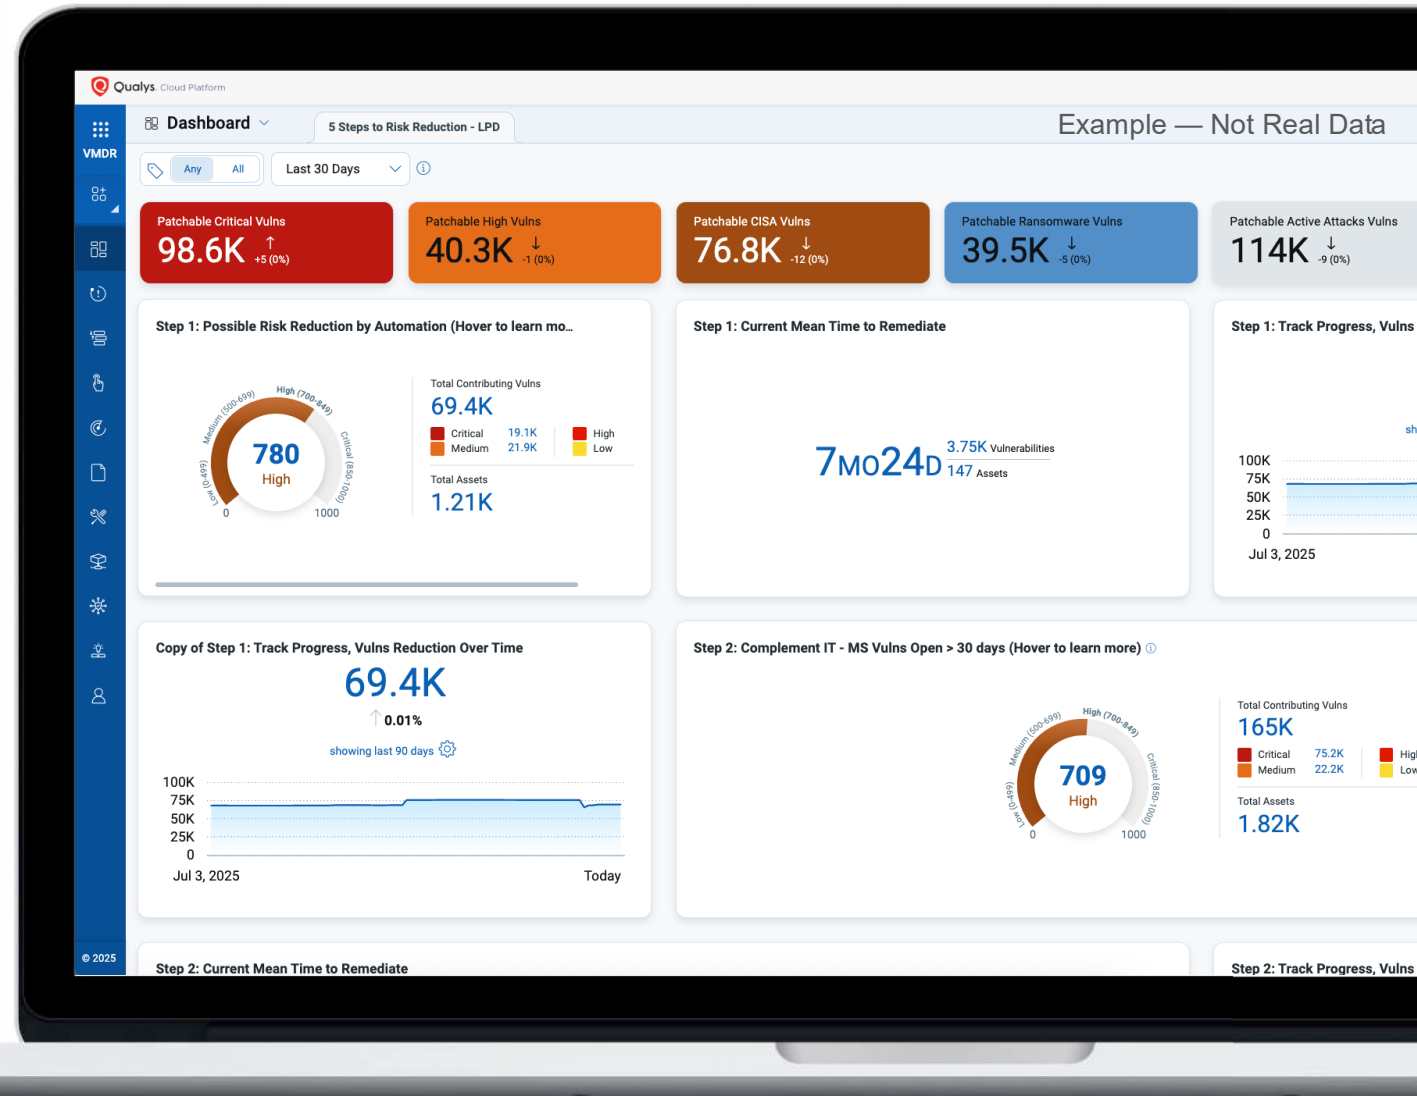 Qualys. Cloud Platform
VMDR
Dashboard
5 Steps to Risk Reduction - LPD
Example — Not Real Data
Any
All
Last 30 Days
Patchable Critical Vulns
98.6K
+5 (0%)
Patchable High Vulns
40.3K
-1 (0%)
Patchable CISA Vulns
76.8K
-12 (0%)
Patchable Ransomware Vulns
39.5K
-5 (0%)
Patchable Active Attacks Vulns
114K
-9 (0%)
Step 1: Possible Risk Reduction by Automation (Hover to learn mo...
Low (0-499)
Medium (500-699)
High (700-849)
Critical (850-1000)
780
High
0
1000
Total Contributing Vulns
69.4K
Critical 19.1K
High
Medium 21.9K
Low
Total Assets
1.21K
Step 1: Current Mean Time to Remediate
7MO24D
3.75K Vulnerabilities
147 Assets
Step 1: Track Progress, Vulns
sh
100K
75K
50K
25K
0
Jul 3, 2025
Copy of Step 1: Track Progress, Vulns Reduction Over Time
69.4K
0.01%
showing last 90 days
100K
75K
50K
25K
0
Jul 3, 2025
Today
Step 2: Complement IT - MS Vulns Open > 30 days (Hover to learn more)
Low (0-499)
Medium (500-699)
High (700-849)
Critical (850-1000)
709
High
0
1000
Total Contributing Vulns
165K
Critical 75.2K
High
Medium 22.2K
Low
Total Assets
1.82K
© 2025
Step 2: Current Mean Time to Remediate
Step 2: Track Progress, Vulns